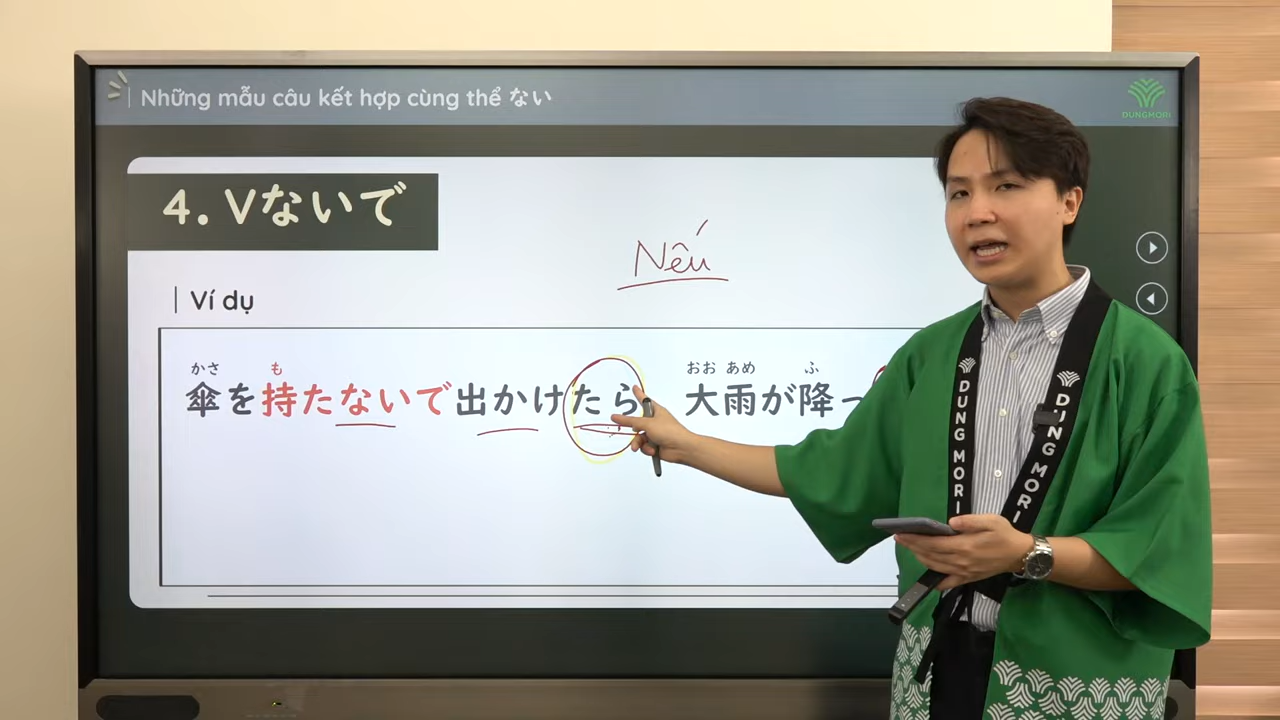 Những mẫu câu kết hợp cùng thể ない
DUNGMORI
4. Vないで
Nếu
Ví dụ
かさ も おお あめ ふ
傘を持たないで出かけたら 大雨が降っ
DUNG MORI
DUNG MORI